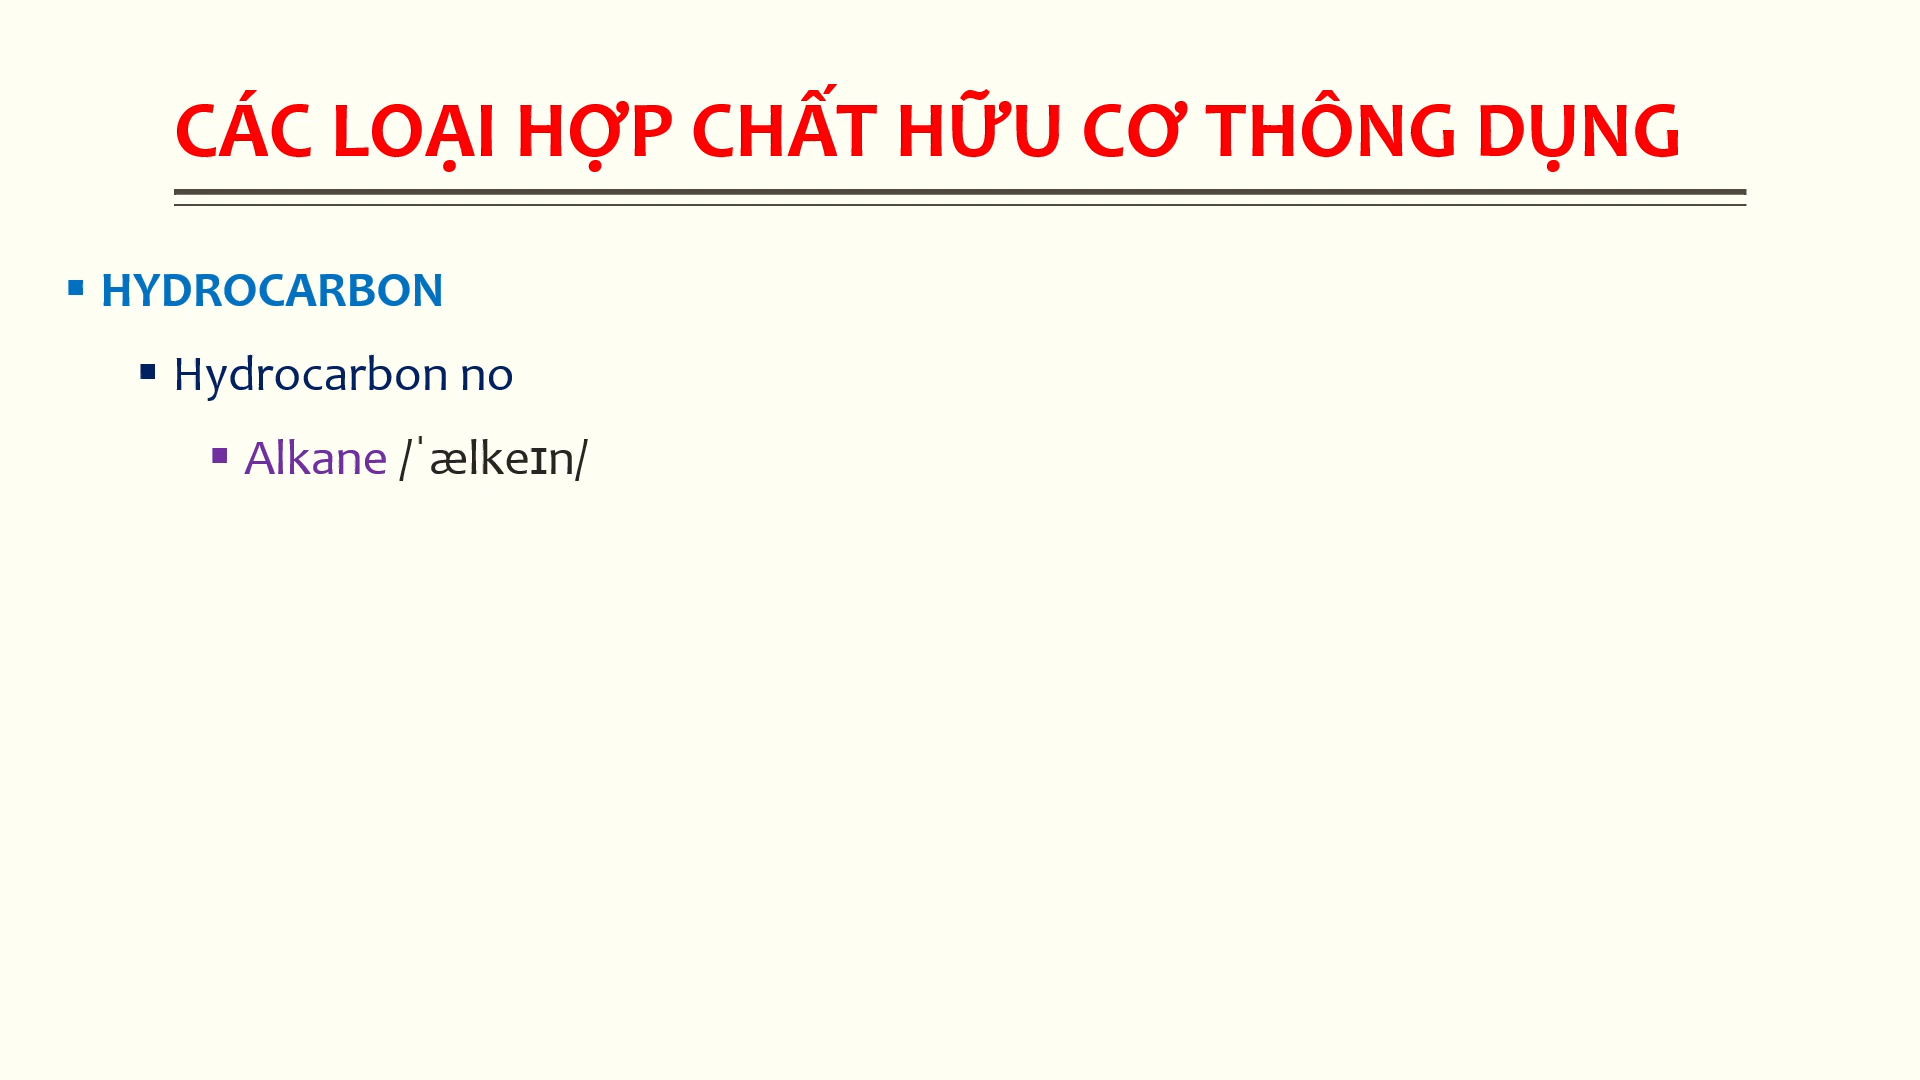 CÁC LOẠI HỢP CHẤT HỮU CƠ THÔNG DỤNG
▪ HYDROCARBON
▪ Hydrocarbon no
▪ Alkane /ˈælkeɪn/